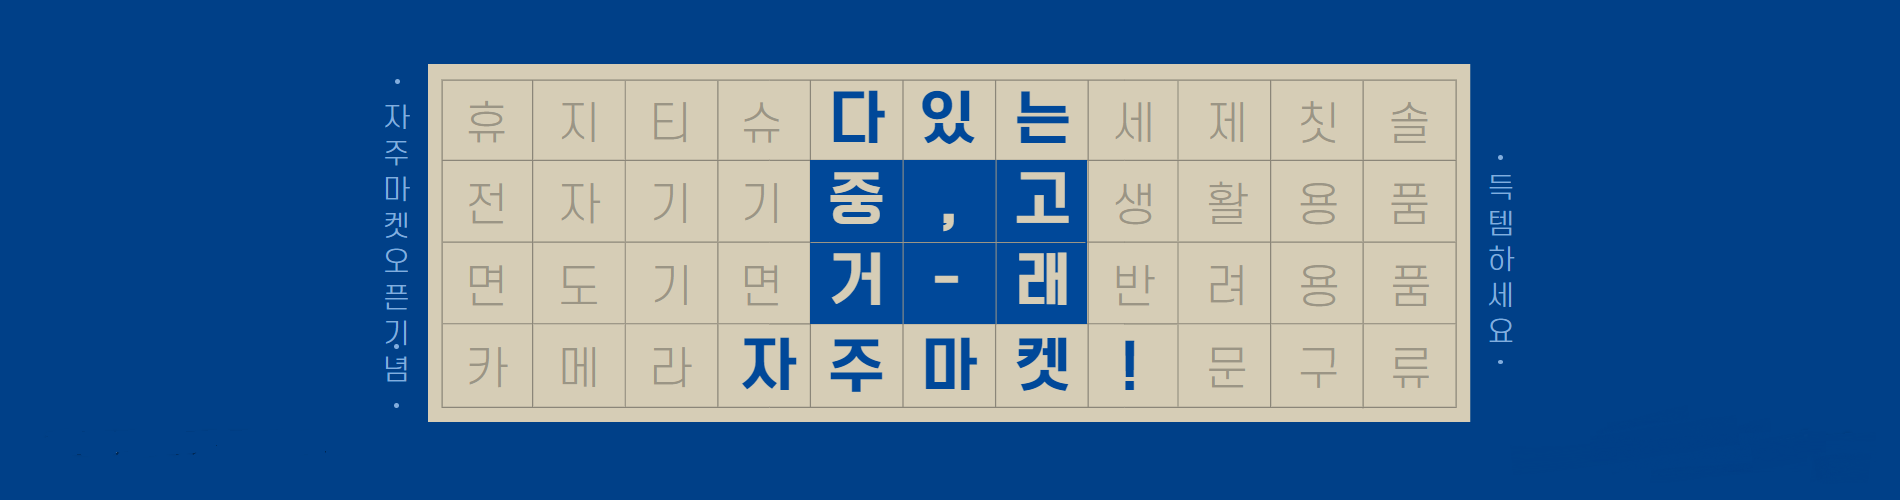 자주마켓오픈기념
휴지티슈다있는세제칫솔
전자기기중,고생활용품
면도기면거-래반려용품
카메라자주마켓!문구류
득템하세요